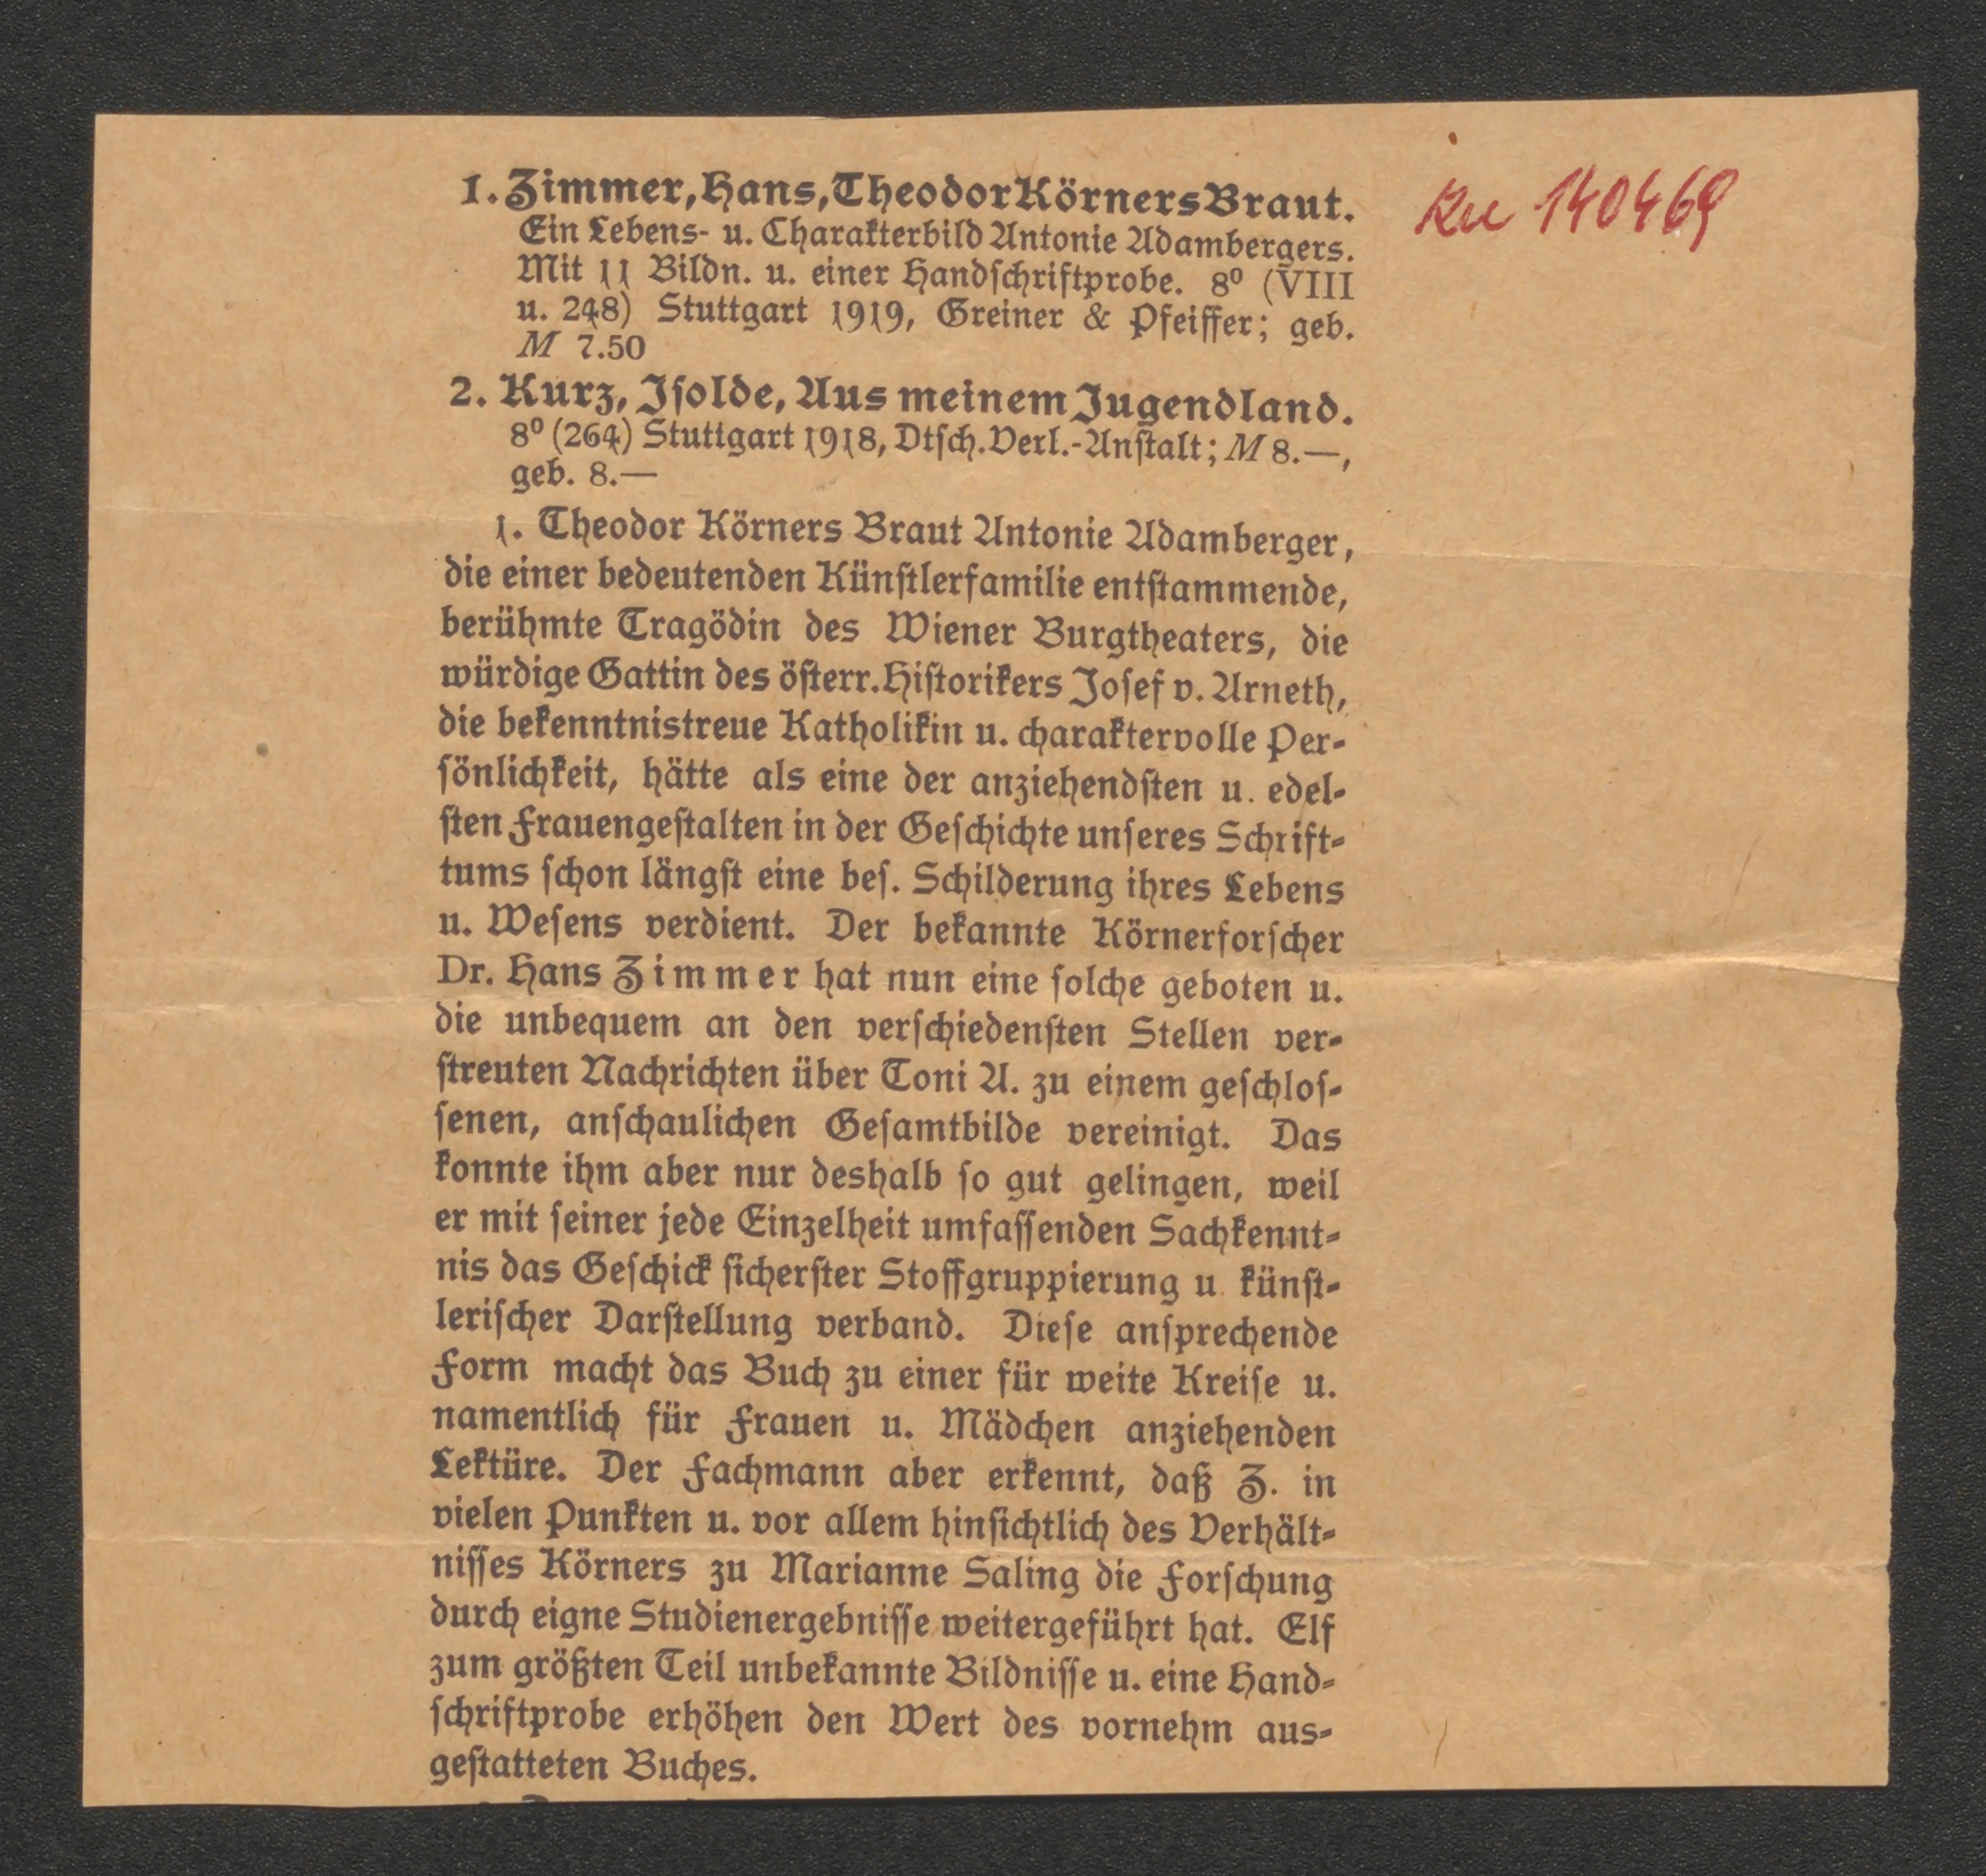 1. Zimmer, Hans, Theodor Körners Braut.
Ein Lebens- u. Charakterbild Antonie Adambergers.
Mit 11 Bildn. u. einer Handſchriftprobe. 8⁰ (VIII
u. 248) Stuttgart 1919, Greiner & Pfeiffer; geb.
M 7.50
2. Kurz, Iſolde, Aus meinem Jugendland.
8⁰ (264) Stuttgart 1918, Dtſch. Verl.-Anſtalt; M 8.—,
geb. 8.—
1. Theodor Körners Braut Antonie Adamberger,
die einer bedeutenden Künſtlerfamilie entſtammende,
berühmte Tragödin des Wiener Burgtheaters, die
würdige Gattin des öſterr. Hiſtorikers Joſef v. Arneth,
die bekenntnistreue Katholikin u. charaktervolle Per-
ſönlichkeit, hätte als eine der anziehendſten u. edel-
ſten Frauengeſtalten in der Geſchichte unſeres Schrift-
tums ſchon längſt eine beſ. Schilderung ihres Lebens
u. Weſens verdient. Der bekannte Körnerforſcher
Dr. Hans Zimmer hat nun eine ſolche geboten u.
die unbequem an den verſchiedenſten Stellen ver-
ſtreuten Nachrichten über Toni A. zu einem geſchloſ-
ſenen, anſchaulichen Geſamtbilde vereinigt. Das
konnte ihm aber nur deshalb ſo gut gelingen, weil
er mit ſeiner jede Einzelheit umfaſſenden Sachkennt-
nis das Geſchick ſicherſter Stoffgruppierung u. künſt-
leriſcher Darſtellung verband. Dieſe anſprechende
Form macht das Buch zu einer für weite Kreiſe u.
namentlich für Frauen u. Mädchen anziehenden
Lektüre. Der Fachmann aber erkennt, daß Z. in
vielen Punkten u. vor allem hinſichtlich des Verhält-
niſſes Körners zu Marianne Saling die Forſchung
durch eigne Studienergebniſſe weitergeführt hat. Elf
zum größten Teil unbekannte Bildniſſe u. eine Hand-
ſchriftprobe erhöhen den Wert des vornehm aus-
geſtatteten Buches.
140469